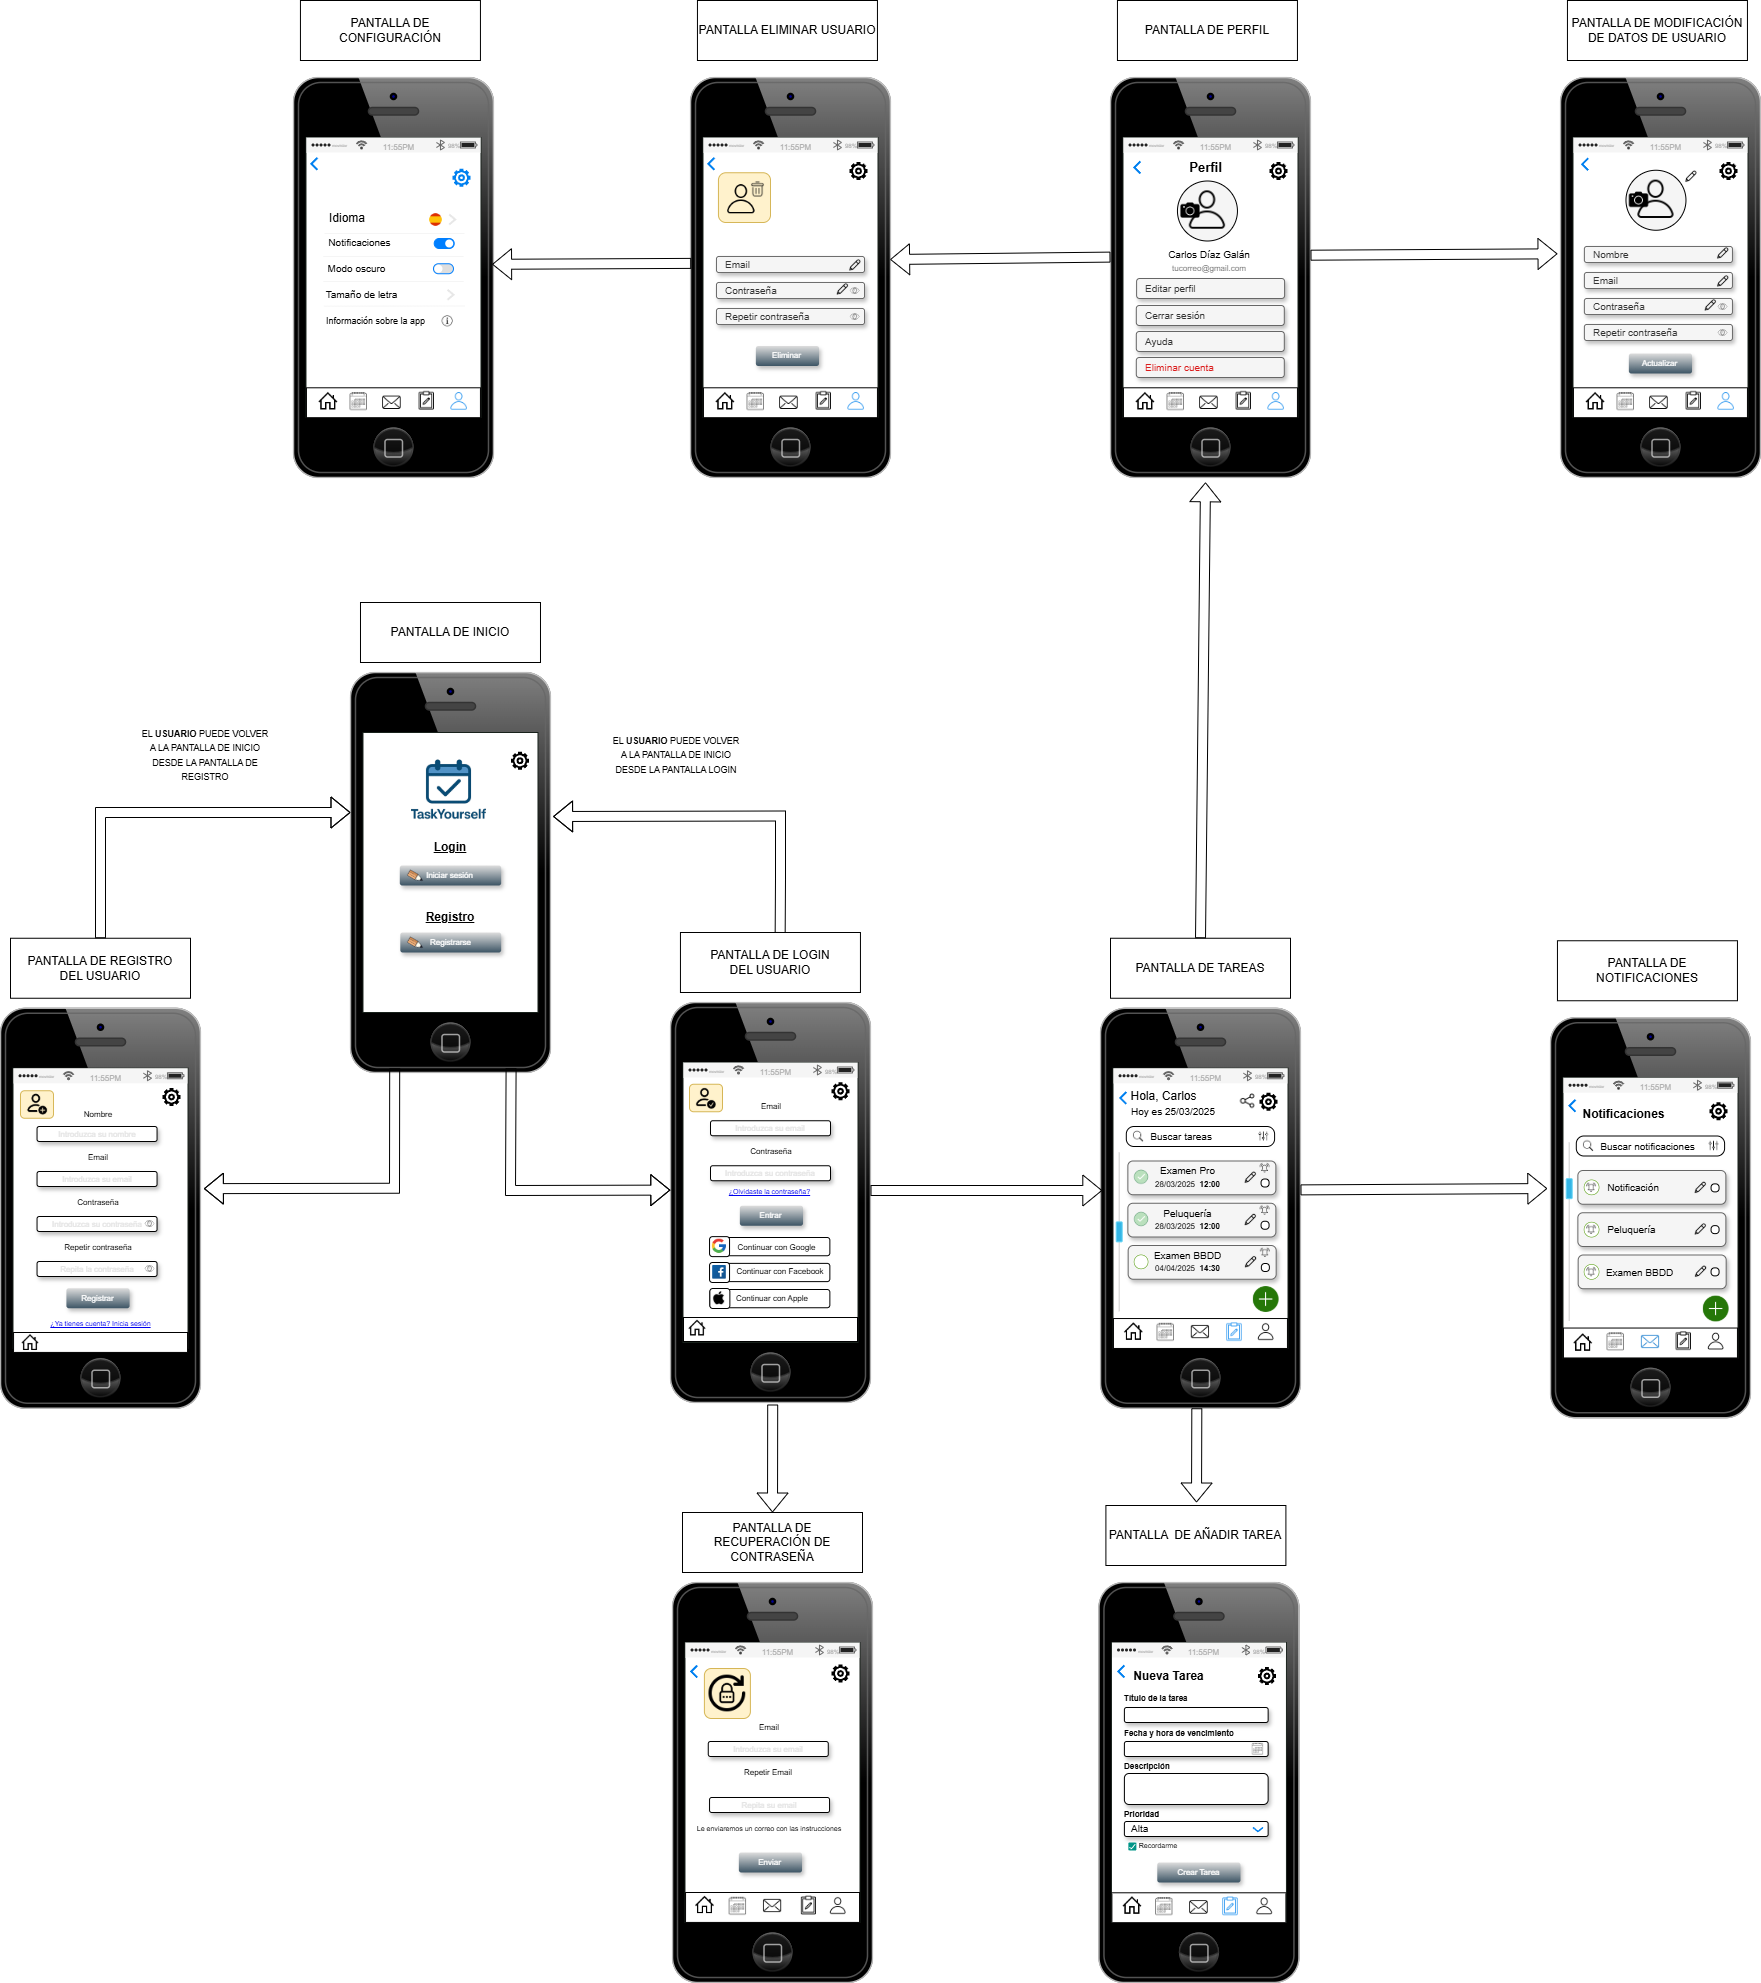 PANTALLA DE
CONFIGURACIÓN
PANTALLA ELIMINAR USUARIO
PANTALLA DE PERFIL
PANTALLA DE MODIFICACIÓN
DE DATOS DE USUARIO
11:55PM
98%
Idioma
Notificaciones
Modo oscuro
Tamaño de letra
Información sobre la app
11:55PM
98%
Email
Contraseña
Repetir contraseña
Eliminar
11:55PM
98%
Perfil
Carlos Díaz Galán
tucorreo@gmail.com
Editar perfil
Cerrar sesión
Ayuda
Eliminar cuenta
11:55PM
98%
Nombre
Email
Contraseña
Repetir contraseña
Actualizar
PANTALLA DE INICIO
EL USUARIO PUEDE VOLVER
A LA PANTALLA DE INICIO
DESDE LA PANTALLA DE
REGISTRO
EL USUARIO PUEDE VOLVER
A LA PANTALLA DE INICIO
DESDE LA PANTALLA LOGIN
TaskYourself
Login
Iniciar sesión
Registro
Registrarse
PANTALLA DE REGISTRO
DEL USUARIO
PANTALLA DE LOGIN
DEL USUARIO
PANTALLA DE TAREAS
PANTALLA DE
NOTIFICACIONES
11:55PM
98%
Nombre
Introduzca su nombre
Email
Introduzca su email
Contraseña
Introduzca su contraseña
Repetir contraseña
Repita la contraseña
Registrar
¿Ya tienes cuenta? Inicia sesión
11:55PM
98%
Email
Introduzca su email
Contraseña
Introduzca su contraseña
¿Olvidaste la contraseña?
Entrar
Continuar con Google
Continuar con Facebook
Continuar con Apple
11:55PM
98%
Hola, Carlos
Hoy es 25/03/2025
Buscar tareas
Examen Pro
28/03/2025 12:00
Peluquería
28/03/2025 12:00
Examen BBDD
04/04/2025 14:30
11:55PM
98%
Notificaciones
Buscar notificaciones
Notificación
Peluquería
Examen BBDD
PANTALLA DE
RECUPERACIÓN DE
CONTRASEÑA
PANTALLA DE AÑADIR TAREA
11:55PM
98%
Email
Introduzca su email
Repetir Email
Repita su email
Le enviaremos un correo con las instrucciones
Enviar
11:55PM
98%
Nueva Tarea
Título de la tarea
Fecha y hora de vencimiento
Descripción
Prioridad
Alta
Recordarme
Crear Tarea